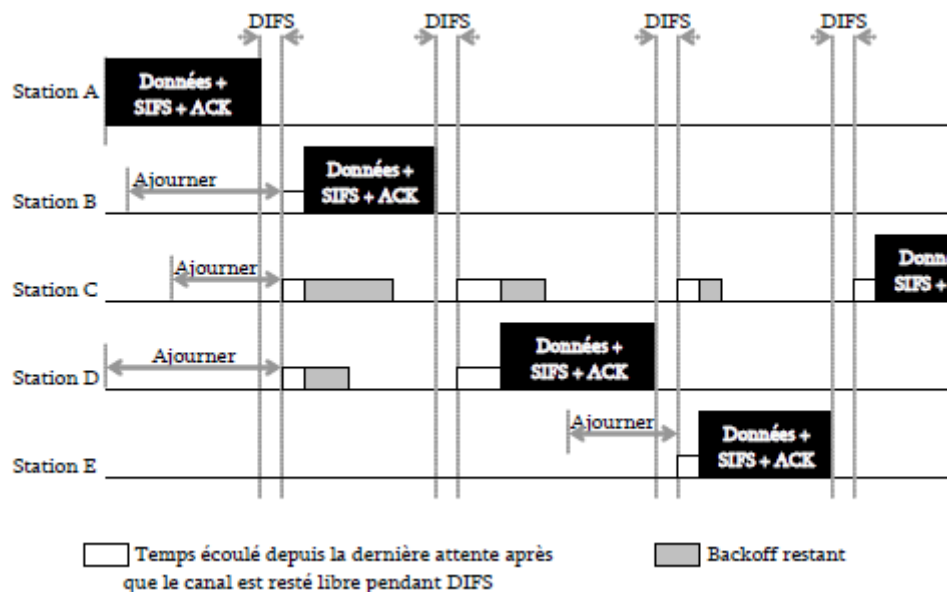 DIFS DIFS DIFS DIFS
Station A
Données +
SIFS + ACK
Ajourner
Station B
Données +
SIFS + ACK
Ajourner
Station C
Donn
SIFS +
Ajourner
Station D
Données +
SIFS + ACK
Ajourner
Station E
Données +
SIFS + ACK
Temps écoulé depuis la dernière attente après
que le canal est resté libre pendant DIFS
Backoff restant